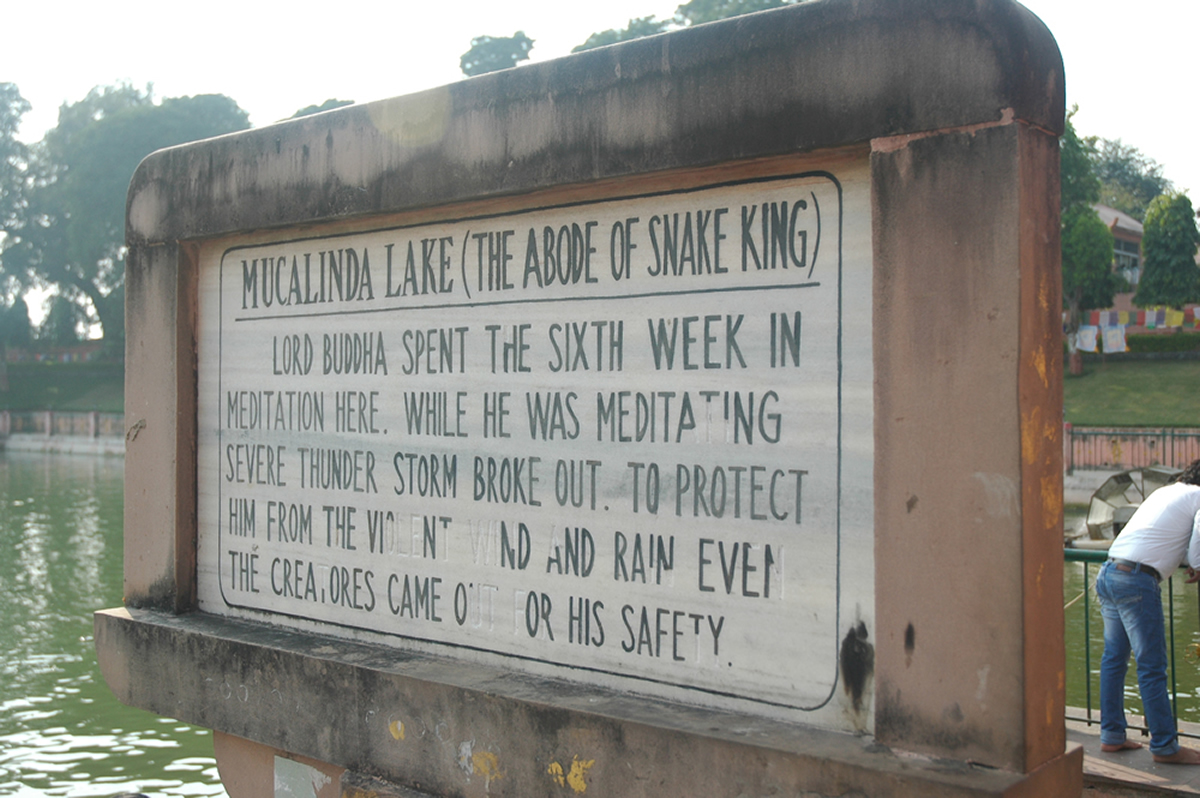 MUCALINDA LAKE (THE ABODE OF SNAKE KING)
LORD BUDDHA SPENT THE SIXTH WEEK IN
MEDITATION HERE. WHILE HE WAS MEDITATING
SEVERE THUNDER STORM BROKE OUT. TO PROTECT
HIM FROM THE VIOLENT WIND AND RAIN EVEN
THE CREATORES CAME OUT FOR HIS SAFETY.